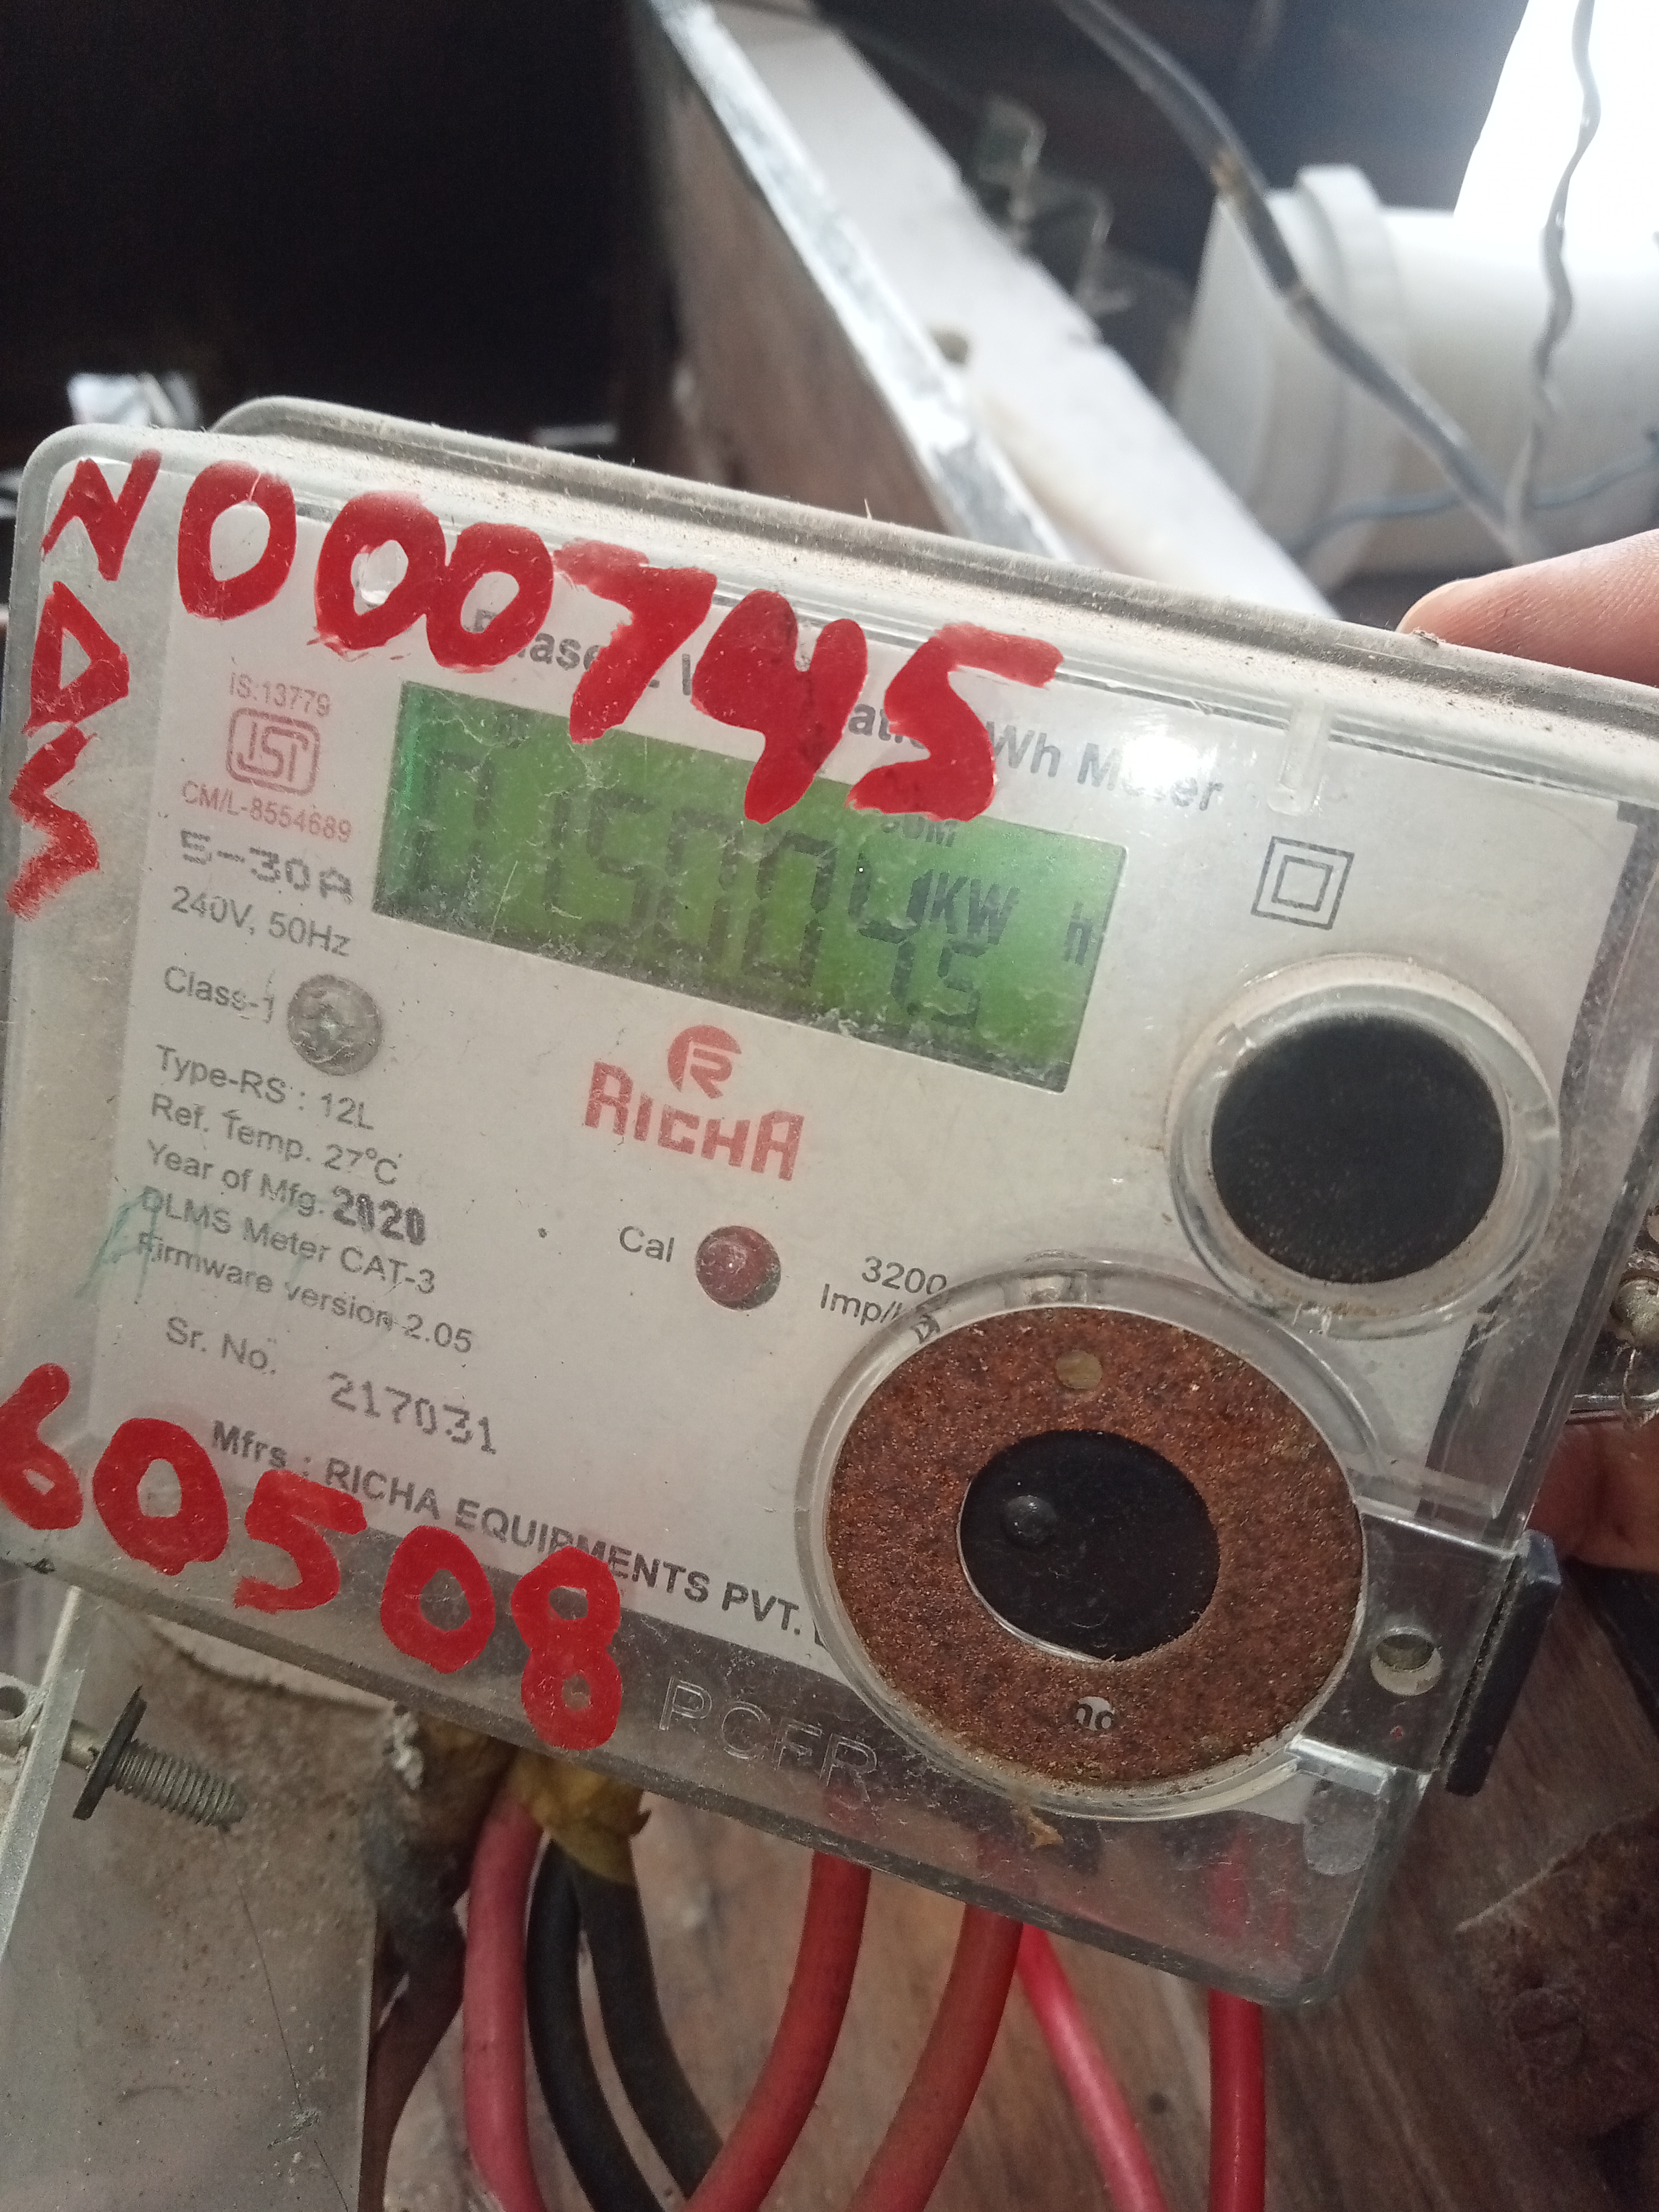 N000745
DS
IS:13779
ISI
CM/L-8554689
5-30A
240V, 50Hz
Class-1
Type-RS : 12L
Ref. Temp. 27°C
Year of Mfg. 2020
DLMS Meter CAT-3
Firmware version 2.05
Sr. No. 217031
Wh Meter
KW h
R
RICHA
Cal
3200
Imp/
Mfrs : RICHA EQUIPMENTS PVT.
60508